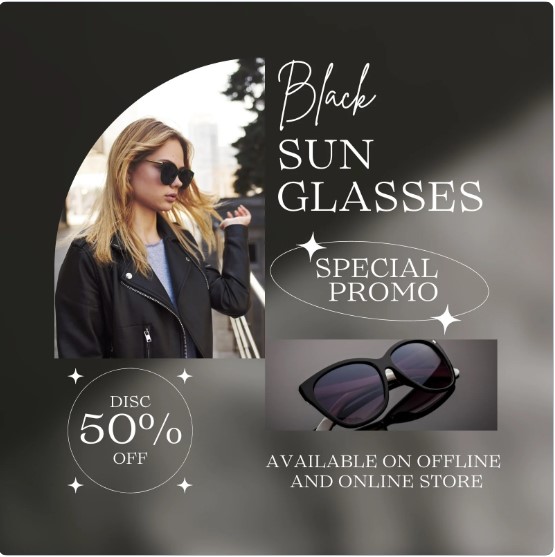 Black
SUN
GLASSES
SPECIAL
PROMO
DISC
50%
OFF
AVAILABLE ON OFFLINE
AND ONLINE STORE